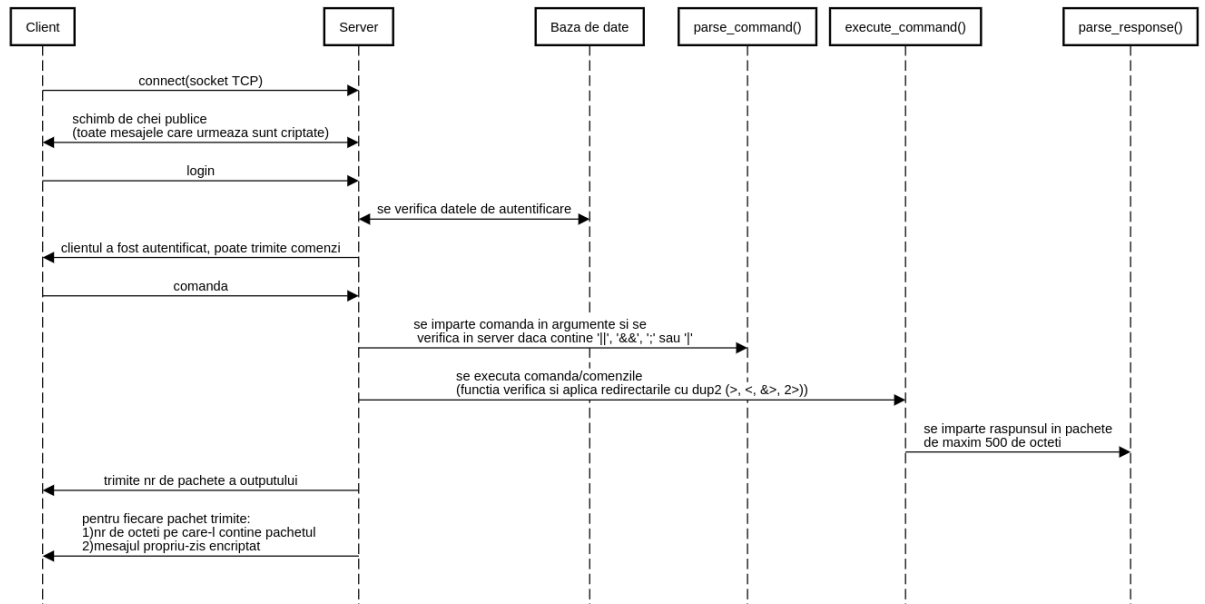 Client
Server
Baza de date
parse_command()
execute_command()
parse_response()
connect(socket TCP)
schimb de chei publice
(toate mesajele care urmeaza sunt criptate)
login
se verifica datele de autentificare
clientul a fost autentificat, poate trimite comenzi
comanda
se imparte comanda in argumente si se
verifica in server daca contine '||', '&&', ';' sau '|'
se executa comanda/comenzile
(functia verifica si aplica redirectarile cu dup2 (>, <, &>, 2>))
se imparte raspunsul in pachete
de maxim 500 de octeti
trimite nr de pachete a outputului
pentru fiecare pachet trimite:
1)nr de octeti pe care-l contine pachetul
2)mesajul propriu-zis encriptat